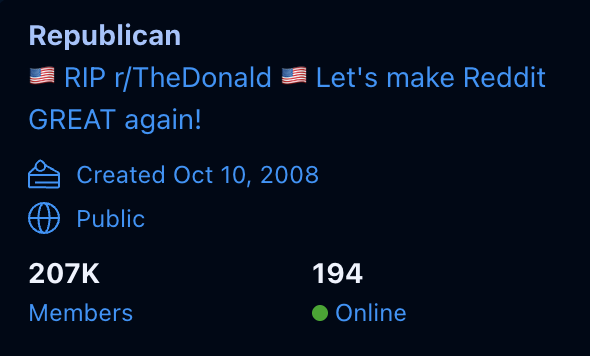 Republican
🇺🇸 RIP r/TheDonald 🇺🇸 Let's make Reddit
GREAT again!
Created Oct 10, 2008
Public
207K 194
Members Online